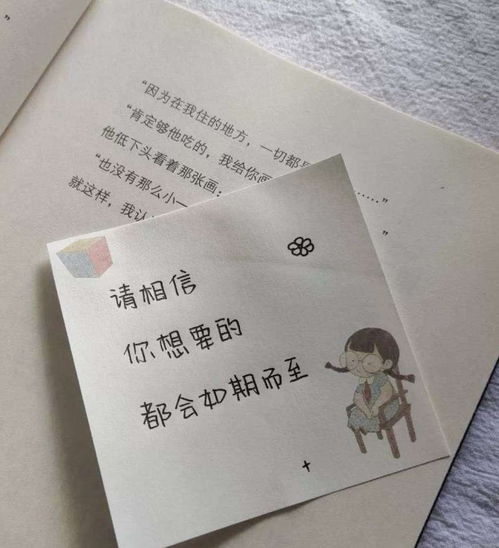 ”
“因为在我住的地方，一切都
……”
“肯定够他吃的，我给你画
”
他低下头看着那张画：
“也没有那么小
就这样，我认
请相信
你想要的
都会如期而至